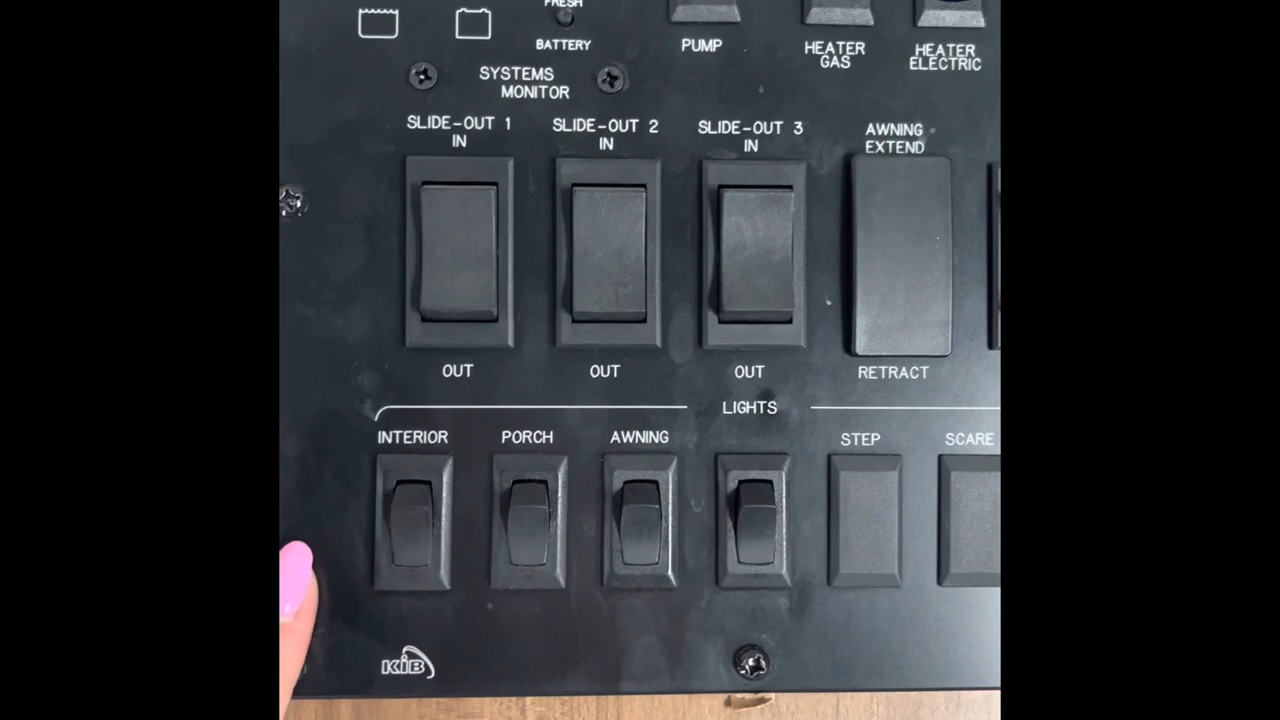 FRESH
BATTERY
PUMP
HEATER
GAS
HEATER
ELECTRIC
SYSTEMS
MONITOR
SLIDE-OUT 1
IN
SLIDE-OUT 2
IN
SLIDE-OUT 3
IN
AWNING
EXTEND
OUT
OUT
OUT
RETRACT
LIGHTS
INTERIOR
PORCH
AWNING
STEP
SCARE
KiB